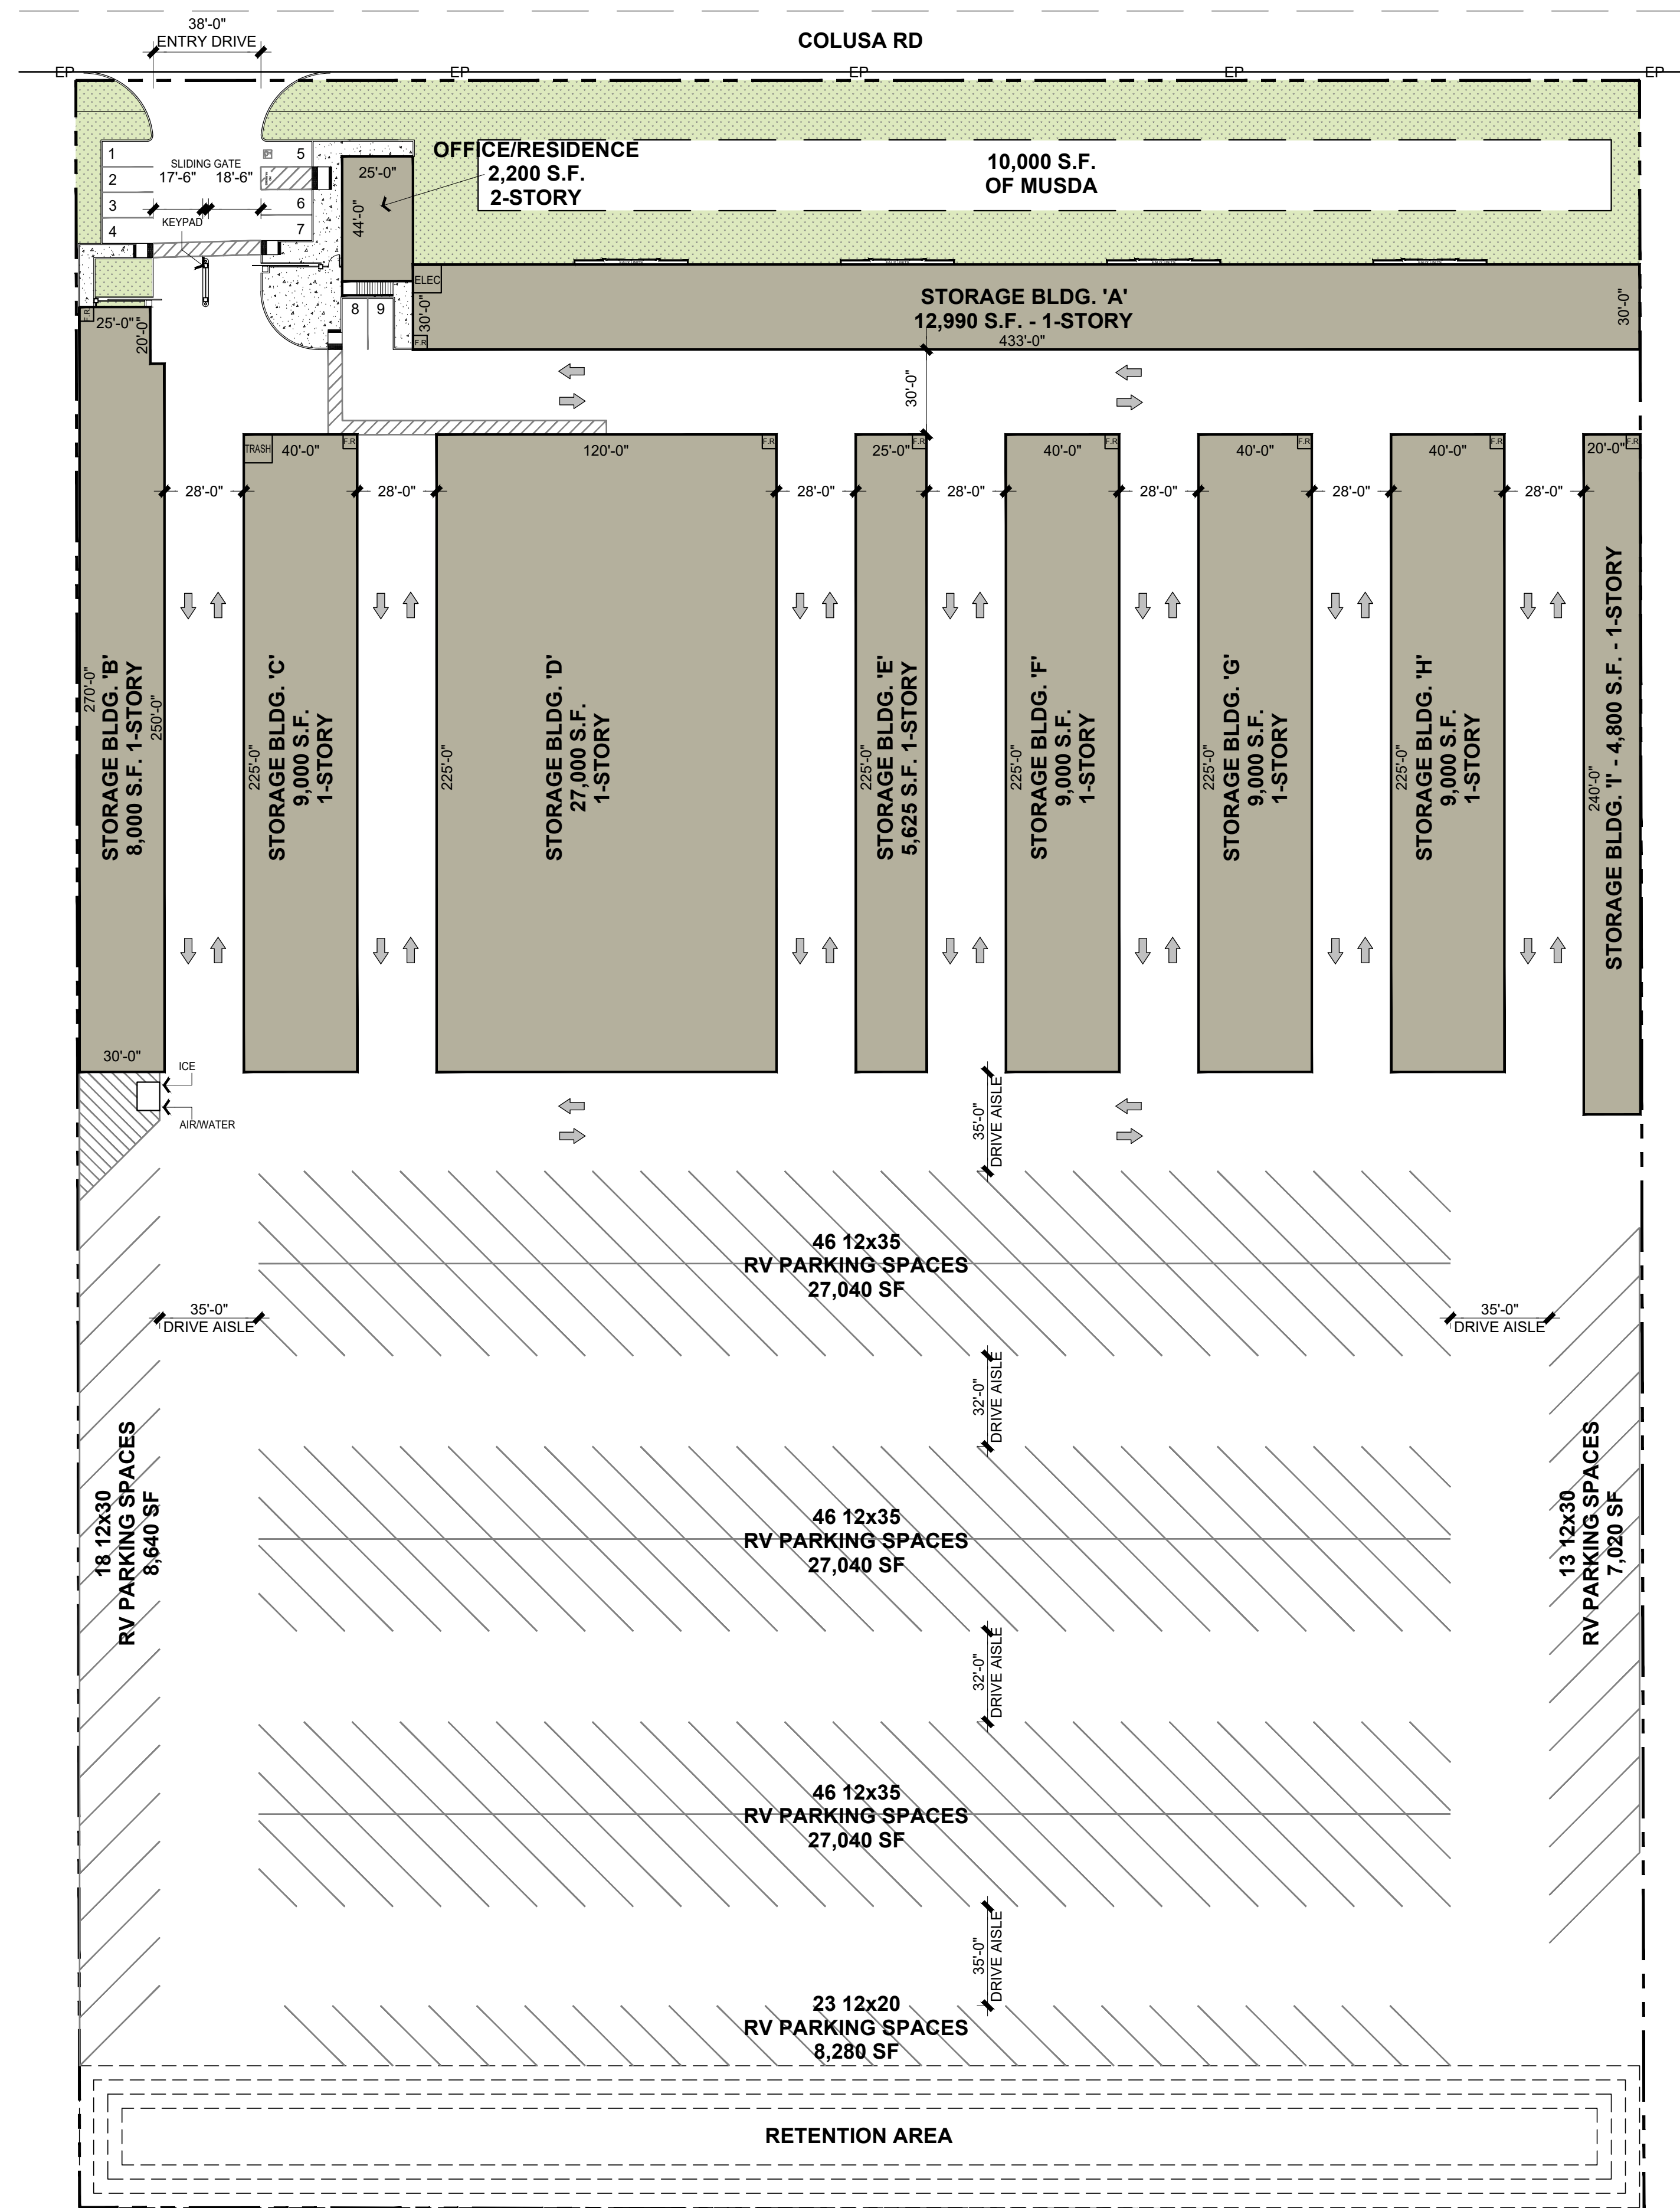 38'-0"
ENTRY DRIVE
COLUSA RD
EP
EP
EP
EP
EP
1
2
3
4
5
6
7
SLIDING GATE
17'-6" 18'-6"
KEYPAD
25'-0"
44'-0"
OFFICE/RESIDENCE
2,200 S.F.
2-STORY
10,000 S.F.
OF MUSDA
ELEC
30'-0"
F.R
8 9
STORAGE BLDG. 'A'
12,990 S.F. - 1-STORY
433'-0"
30'-0"
30'-0"
F.R
25'-0"
20'-0"
TRASH
40'-0"
F.R
120'-0"
F.R
25'-0"
F.R
40'-0"
F.R
40'-0"
F.R
40'-0"
F.R
20'-0"
F.R
28'-0"
28'-0"
28'-0"
28'-0"
28'-0"
28'-0"
28'-0"
270'-0"
STORAGE BLDG. 'B'
8,000 S.F. 1-STORY
250'-0"
30'-0"
225'-0"
STORAGE BLDG. 'C'
9,000 S.F.
1-STORY
225'-0"
STORAGE BLDG. 'D'
27,000 S.F.
1-STORY
225'-0"
STORAGE BLDG. 'E'
5,625 S.F. 1-STORY
225'-0"
STORAGE BLDG. 'F'
9,000 S.F.
1-STORY
225'-0"
STORAGE BLDG. 'G'
9,000 S.F.
1-STORY
225'-0"
STORAGE BLDG. 'H'
9,000 S.F.
1-STORY
240'-0"
STORAGE BLDG. 'I' - 4,800 S.F. - 1-STORY
ICE
AIR/WATER
35'-0"
DRIVE AISLE
46 12x35
RV PARKING SPACES
27,040 SF
35'-0"
DRIVE AISLE
35'-0"
DRIVE AISLE
32'-0"
DRIVE AISLE
18 12x30
RV PARKING SPACES
8,640 SF
46 12x35
RV PARKING SPACES
27,040 SF
13 12x30
RV PARKING SPACES
7,020 SF
32'-0"
DRIVE AISLE
46 12x35
RV PARKING SPACES
27,040 SF
35'-0"
DRIVE AISLE
23 12x20
RV PARKING SPACES
8,280 SF
RETENTION AREA